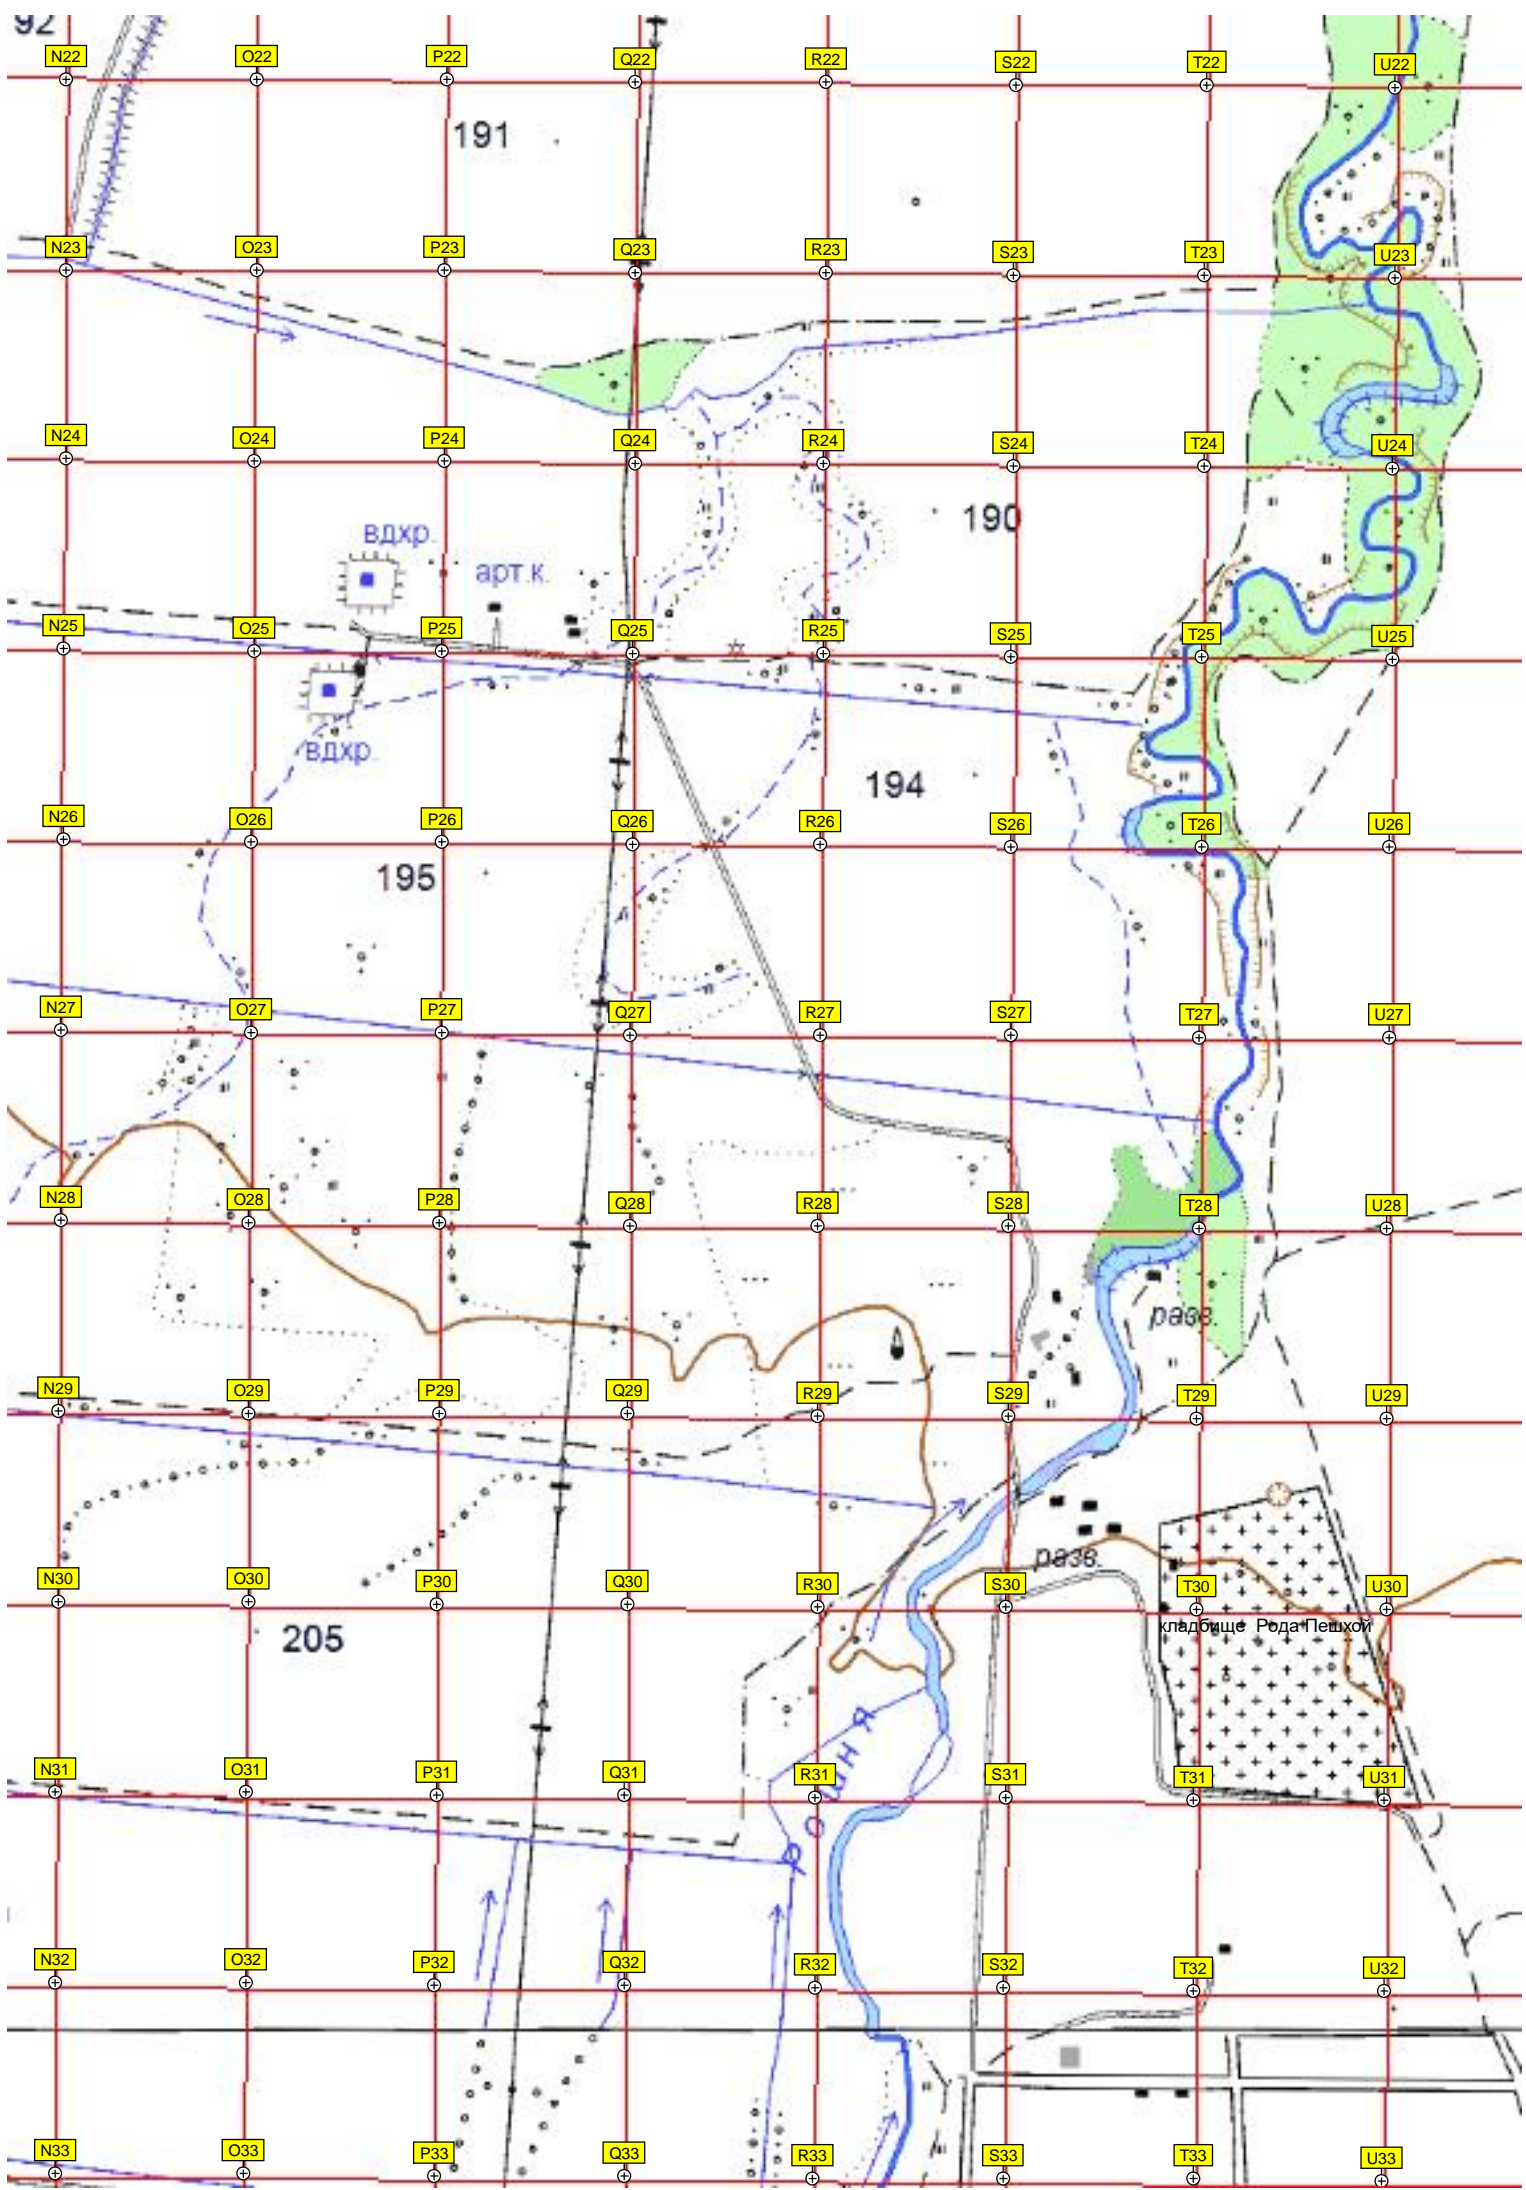 92
N22 O22 P22 Q22 R22 S22 T22 U22
191
N23 O23 P23 Q23 R23 S23 T23 U23
N24 O24 P24 Q24 R24 S24 T24 U24
190
вдхр.
арт.к.
N25 O25 P25 Q25 R25 S25 T25 U25
вдхр.
194
N26 O26 P26 Q26 R26 S26 T26 U26
195
N27 O27 P27 Q27 R27 S27 T27 U27
N28 O28 P28 Q28 R28 S28 T28 U28
разв.
N29 O29 P29 Q29 R29 S29 T29 U29
разв.
N30 O30 P30 Q30 R30 S30 T30 U30
кладбище Рода Пешхой
205
Рошня
N31 O31 P31 Q31 R31 S31 T31 U31
N32 O32 P32 Q32 R32 S32 T32 U32
N33 O33 P33 Q33 R33 S33 T33 U33